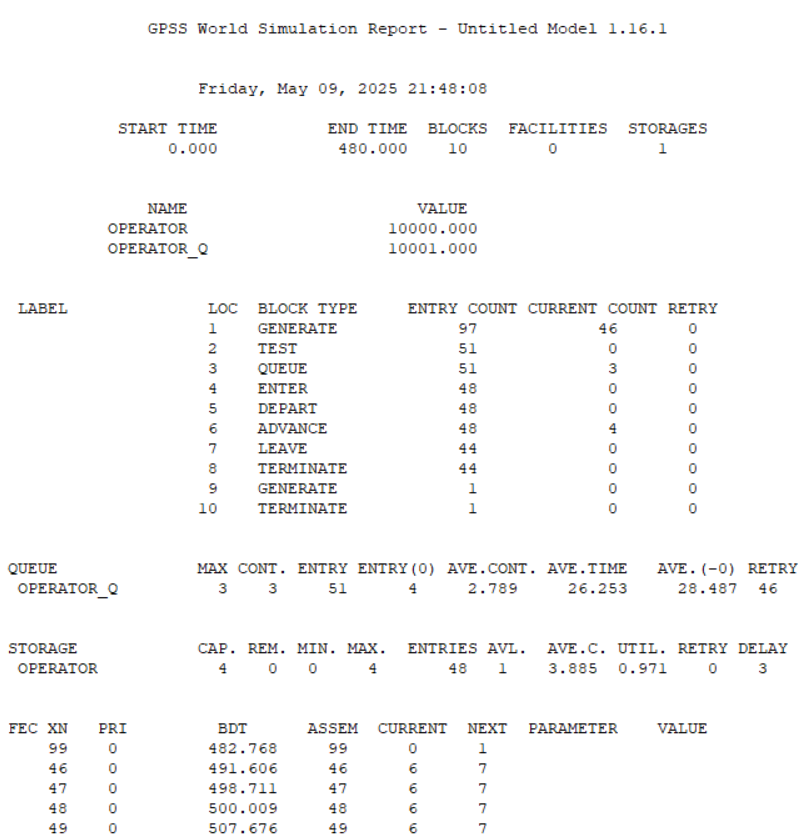 GPSS World Simulation Report - Untitled Model 1.16.1
Friday, May 09, 2025 21:48:08
START TIME END TIME BLOCKS FACILITIES STORAGES
0.000 480.000 10 0 1
NAME VALUE
OPERATOR 10000.000
OPERATOR_Q 10001.000
LABEL LOC BLOCK TYPE ENTRY COUNT CURRENT COUNT RETRY
1 GENERATE 97 46 0
2 TEST 51 0 0
3 QUEUE 51 3 0
4 ENTER 48 0 0
5 DEPART 48 0 0
6 ADVANCE 48 4 0
7 LEAVE 44 0 0
8 TERMINATE 44 0 0
9 GENERATE 1 0 0
10 TERMINATE 1 0 0
QUEUE MAX CONT. ENTRY ENTRY(0) AVE.CONT. AVE.TIME AVE.(-0) RETRY
OPERATOR_Q 3 3 51 4 2.789 26.253 28.487 46
STORAGE CAP. REM. MIN. MAX. ENTRIES AVL. AVE.C. UTIL. RETRY DELAY
OPERATOR 4 0 0 4 48 1 3.885 0.971 0 3
FEC XN PRI BDT ASSEM CURRENT NEXT PARAMETER VALUE
99 0 482.768 99 0 1
46 0 491.606 46 6 7
47 0 498.711 47 6 7
48 0 500.009 48 6 7
49 0 507.676 49 6 7